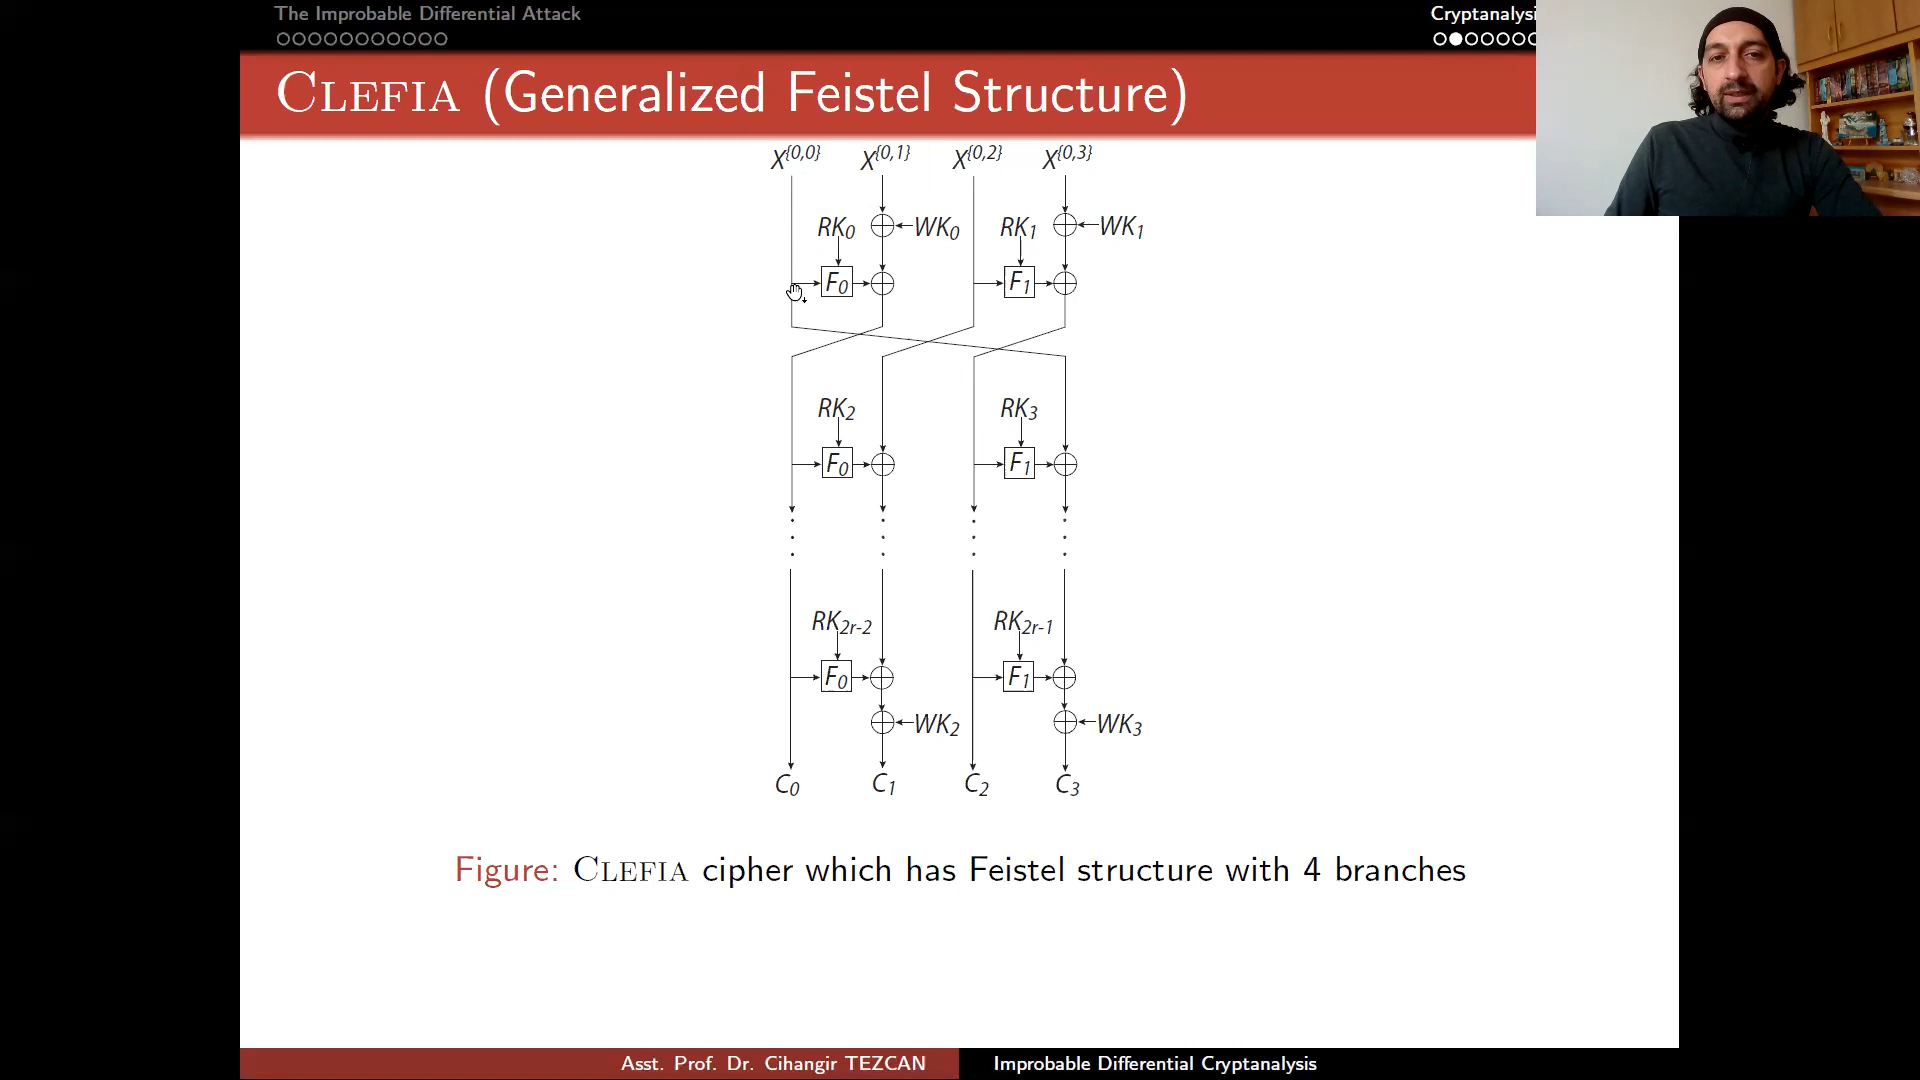 The Improbable Differential Attack
CLEFIA (Generalized Feistel Structure)
X{0,0} X{0,1} X{0,2} X{0,3}
RK0 WK0 RK1 WK1
F0 F1
RK2 RK3
F0 F1
RK2r-2 RK2r-1
F0 F1
WK2 WK3
C0 C1 C2 C3
Figure: CLEFIA cipher which has Feistel structure with 4 branches
Asst. Prof. Dr. Cihangir TEZCAN Improbable Differential Cryptanalysis